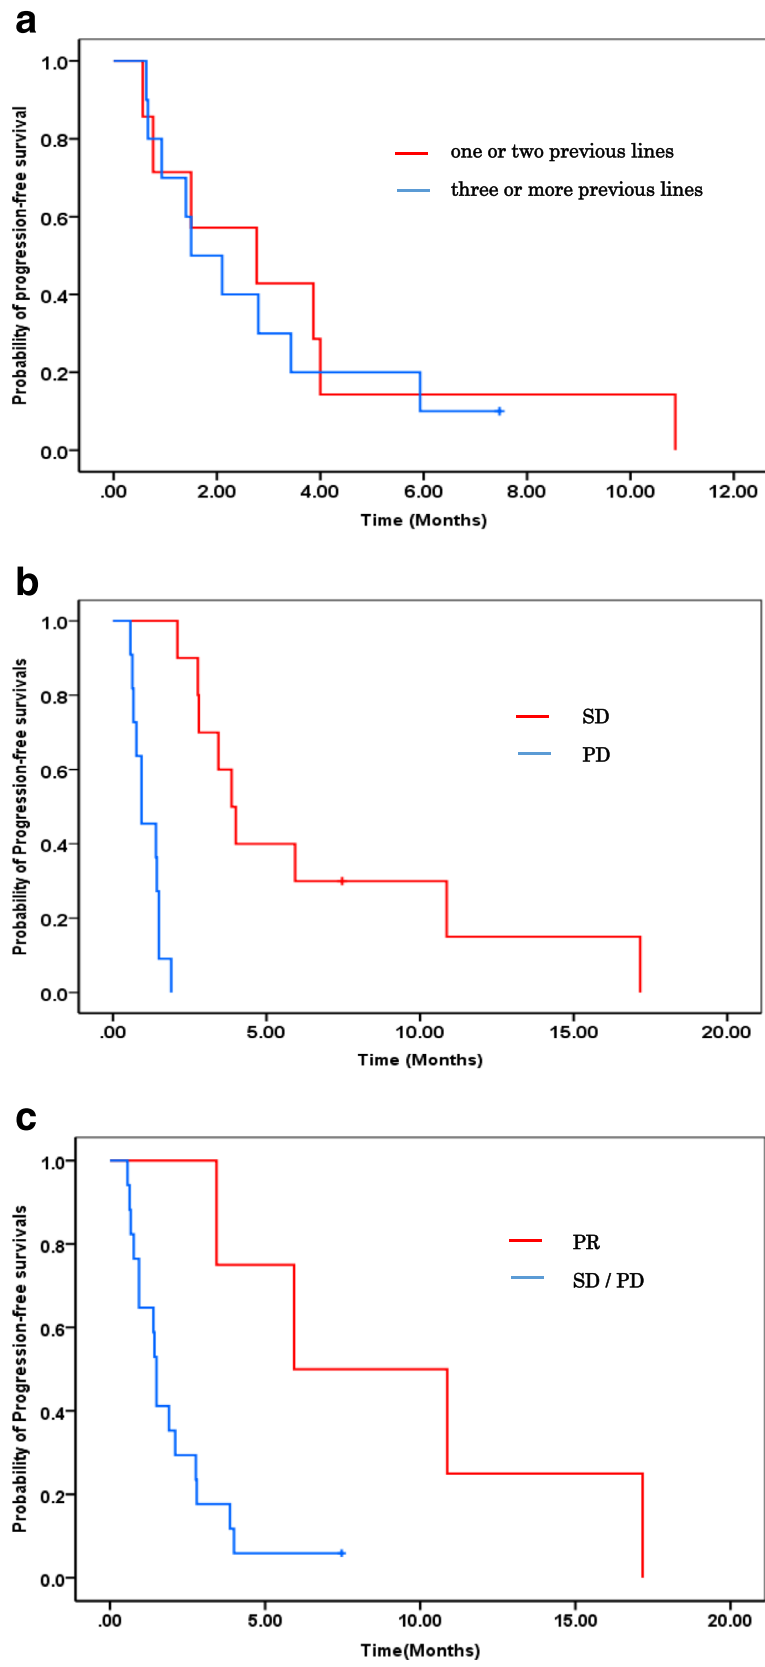 a
Probability of progression-free survival
1.0
0.8
0.6
0.4
0.2
0.0
one or two previous lines
three or more previous lines
.00 2.00 4.00 6.00 8.00 10.00 12.00
Time (Months)
b
Probability of Progression-free survivals
1.0
0.8
0.6
0.4
0.2
0.0
SD
PD
.00 5.00 10.00 15.00 20.00
Time (Months)
c
Probability of Progression-free survivals
1.0
0.8
0.6
0.4
0.2
0.0
PR
SD / PD
.00 5.00 10.00 15.00 20.00
Time(Months)